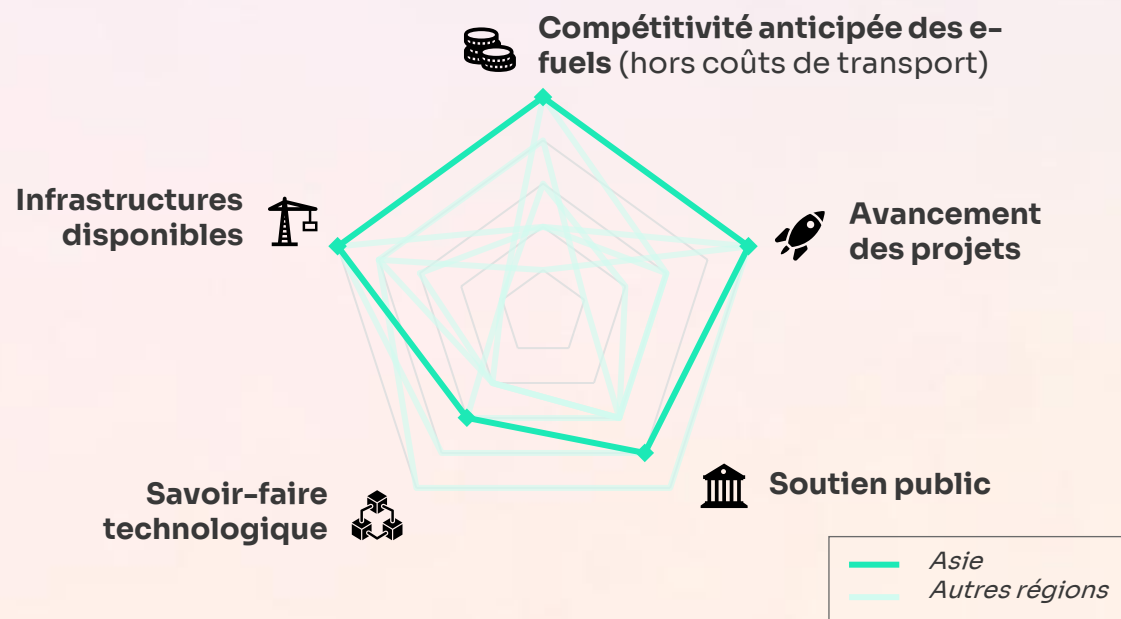 Compétitivité anticipée des e-
fuels (hors coûts de transport)
Infrastructures
disponibles
Avancement
des projets
Savoir-faire
technologique
Soutien public
Asie
Autres régions